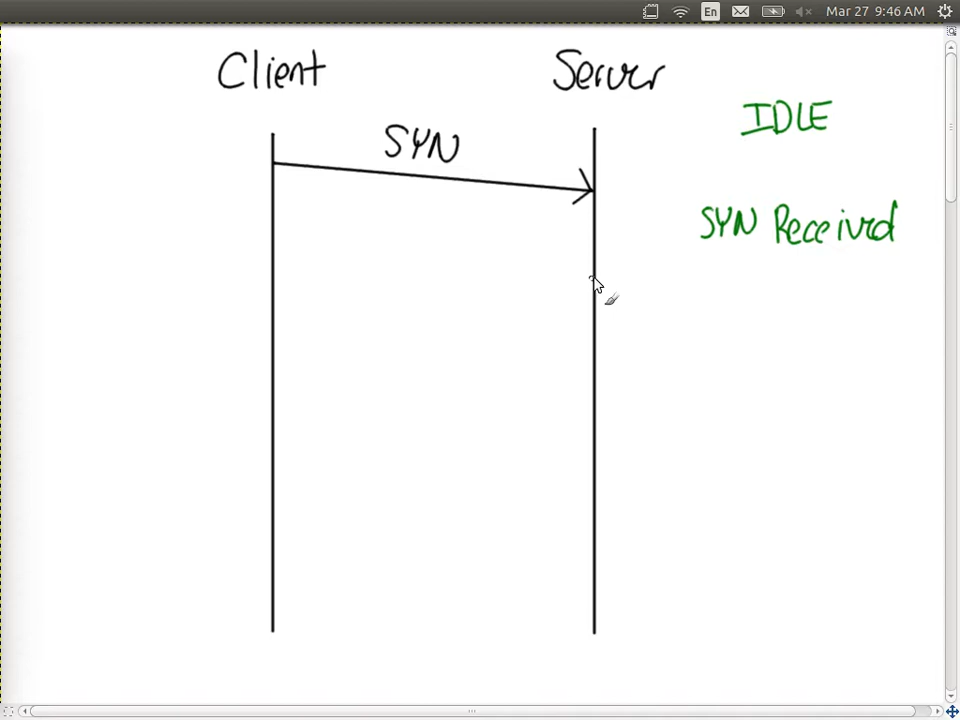 En Mar 27 9:46 AM
Client Server
IDLE
SYN
SYN Received